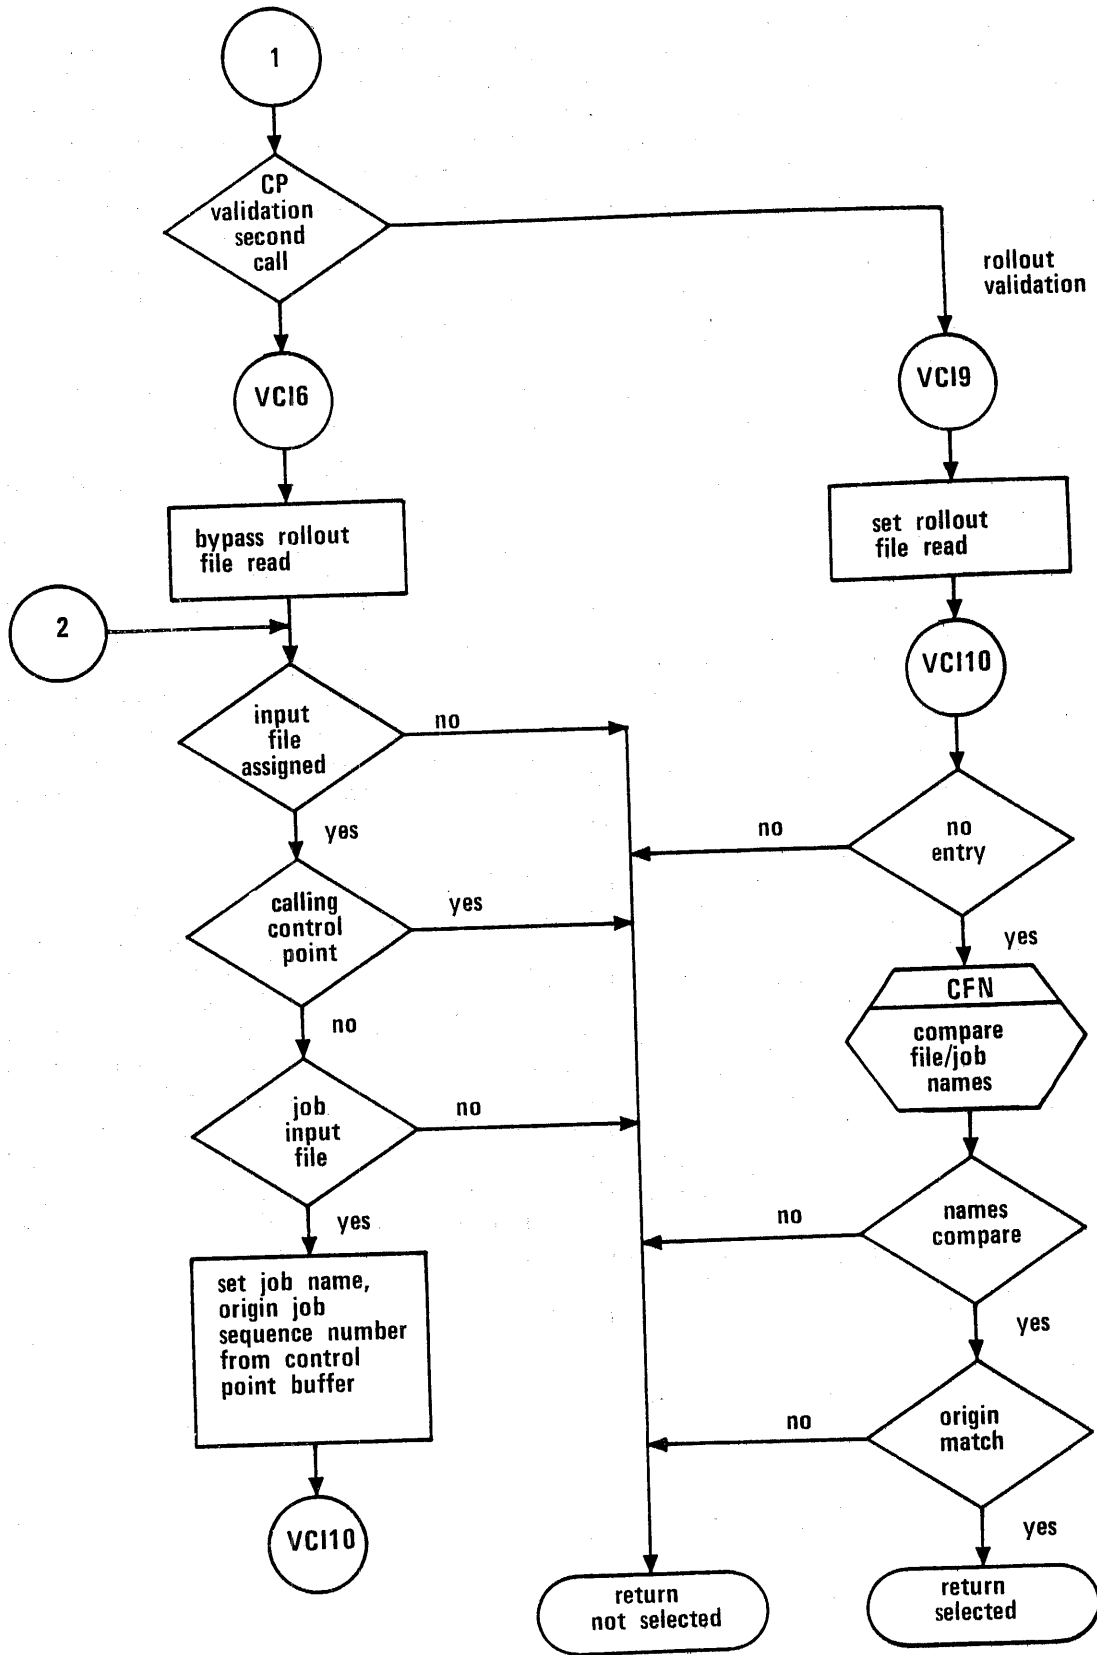 1
CP
validation
second
call
rollout
validation
VCI6
VCI9
bypass rollout
file read
set rollout
file read
2
VCI10
input
file
assigned
no
yes
no
entry
no
yes
calling
control
point
yes
no
CFN
compare
file/job
names
job
input
file
no
yes
names
compare
no
yes
set job name,
origin job
sequence number
from control
point buffer
origin
match
no
yes
VCI10
return
not selected
return
selected